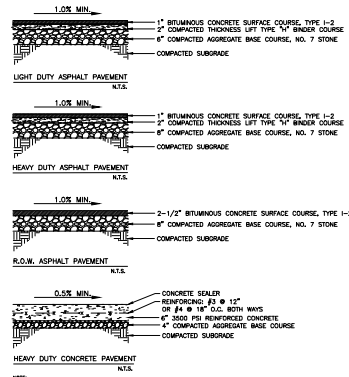 1.0% MIN.
1" BITUMINOUS CONCRETE SURFACE COURSE, TYPE I-2
2" COMPACTED THICKNESS LIFT TYPE "H" BINDER COURSE
6" COMPACTED AGGREGATE BASE COURSE, NO. 7 STONE
COMPACTED SUBGRADE
LIGHT DUTY ASPHALT PAVEMENT
N.T.S.
1.0% MIN.
1" BITUMINOUS CONCRETE SURFACE COURSE, TYPE I-2
2" COMPACTED THICKNESS LIFT TYPE "H" BINDER COURSE
8" COMPACTED AGGREGATE BASE COURSE, NO. 7 STONE
COMPACTED SUBGRADE
HEAVY DUTY ASPHALT PAVEMENT
N.T.S.
1.0% MIN.
2-1/2" BITUMINOUS CONCRETE SURFACE COURSE, TYPE I-
8" COMPACTED AGGREGATE BASE COURSE, NO. 7 STONE
COMPACTED SUBGRADE
R.O.W. ASPHALT PAVEMENT
N.T.S.
0.5% MIN.
CONCRETE SEALER
REINFORCING: #3 @ 12"
OR #4 @ 18" O.C. BOTH WAYS
6" 3500 PSI REINFORCED CONCRETE
4" COMPACTED AGGREGATE BASE COURSE
COMPACTED SUBGRADE
HEAVY DUTY CONCRETE PAVEMENT
N.T.S.